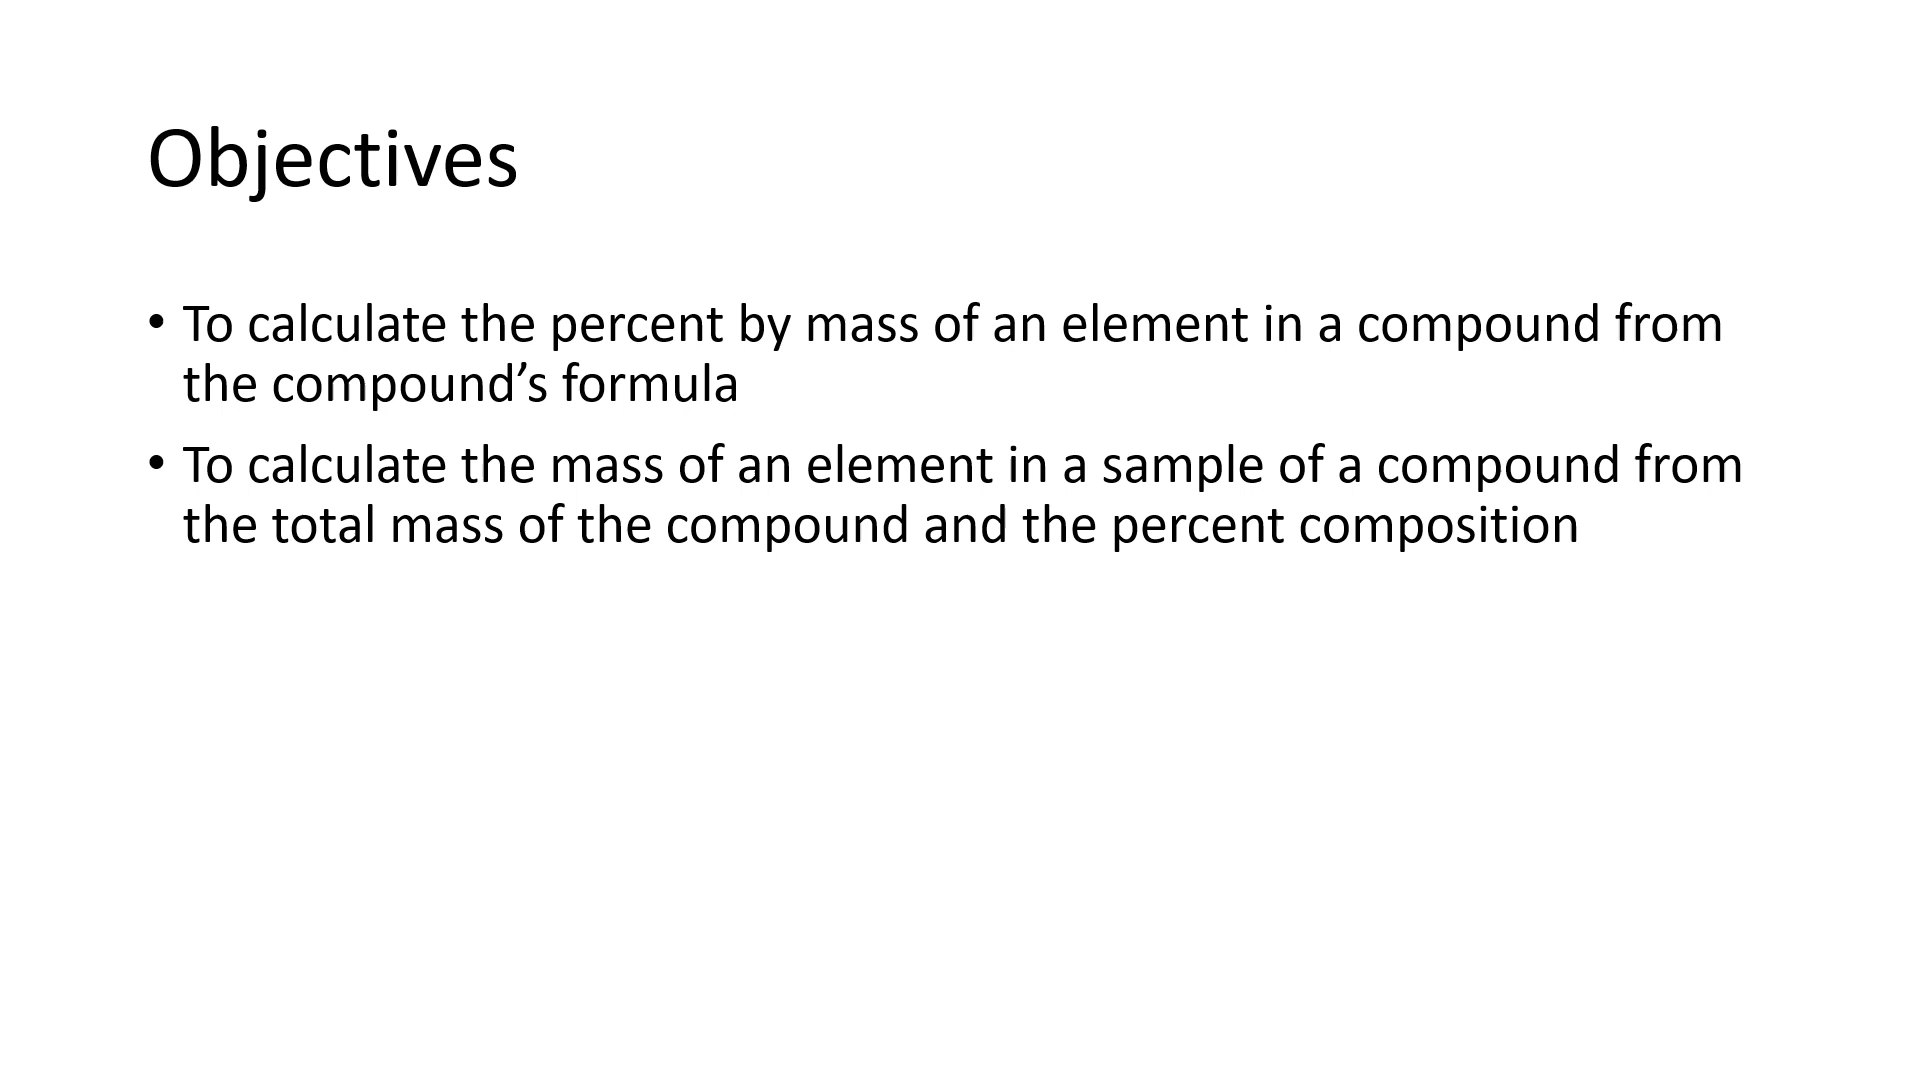 Objectives
• To calculate the percent by mass of an element in a compound from
the compound’s formula
• To calculate the mass of an element in a sample of a compound from
the total mass of the compound and the percent composition